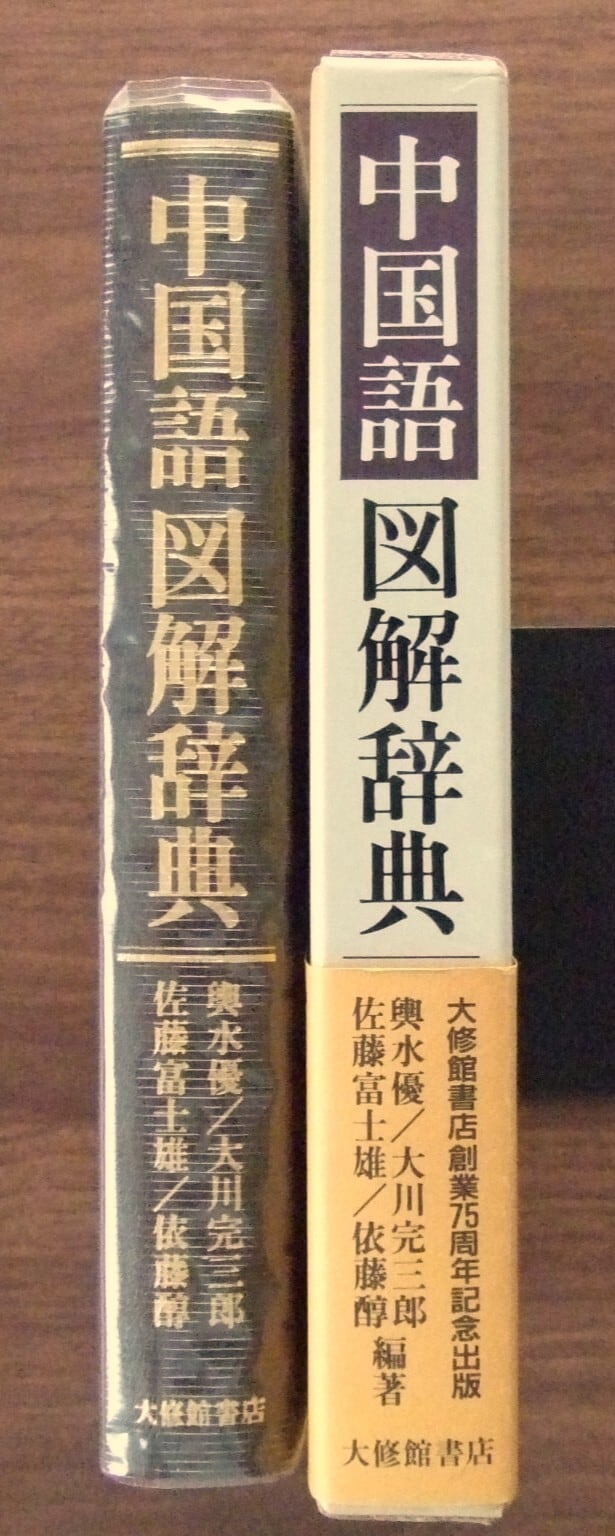 中国語 図解辞典
輿水優／大川完三郎
佐藤富士雄／依藤醇
大修館書店
中国語
図解辞典
大修館書店創業75周年記念出版
輿水優／大川完三郎
佐藤富士雄／依藤醇
編著
大修館書店